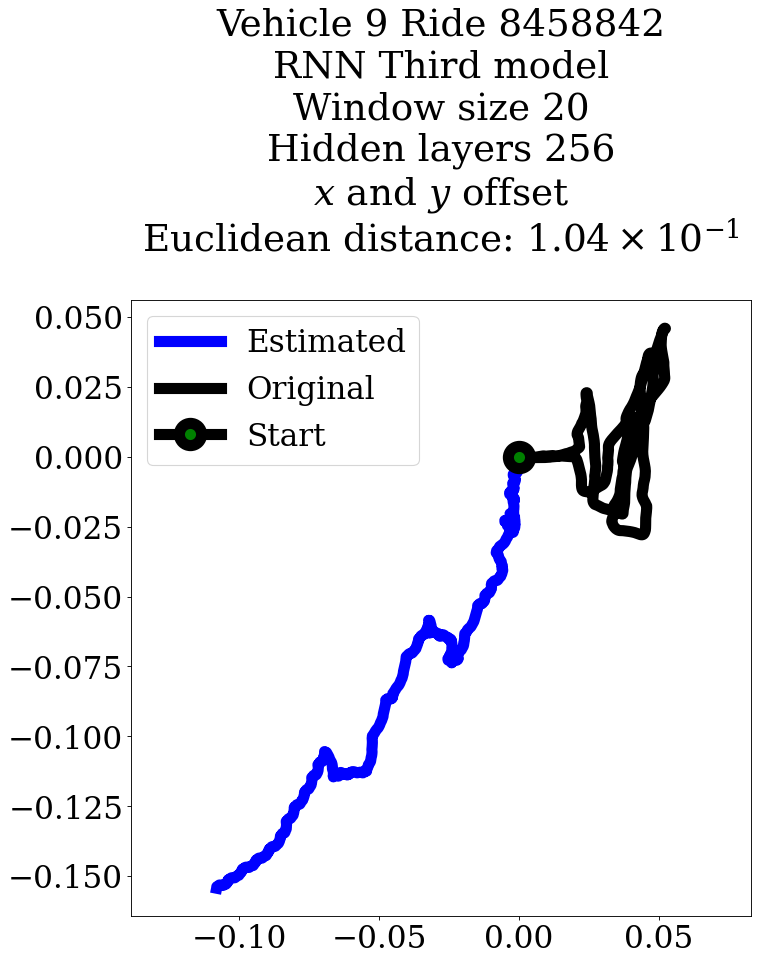 Vehicle 9 Ride 8458842
RNN Third model
Window size 20
Hidden layers 256
x and y offset
Euclidean distance: 1.04 × 10⁻¹
Estimated
Original
Start
0.050
0.025
0.000
−0.025
−0.050
−0.075
−0.100
−0.125
−0.150
−0.10 −0.05 0.00 0.05